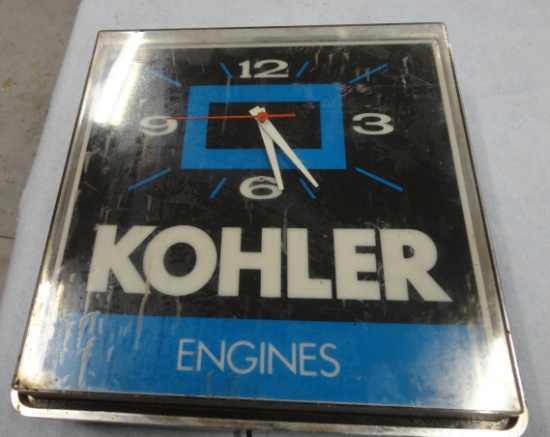 12
9 3
6
KOHLER
ENGINES